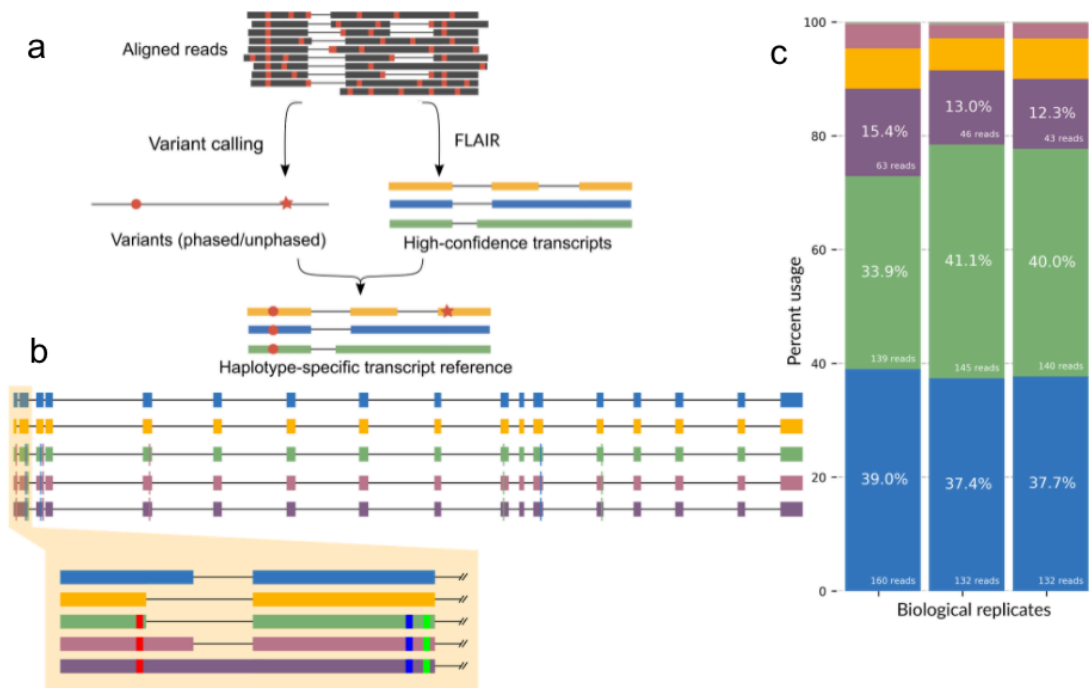 a
Aligned reads
Variant calling
FLAIR
Variants (phased/unphased)
High-confidence transcripts
Haplotype-specific transcript reference
b
c
Percent usage
100
80
60
40
20
0
15.4%
63 reads
13.0%
46 reads
12.3%
43 reads
33.9%
139 reads
41.1%
145 reads
40.0%
140 reads
39.0%
160 reads
37.4%
132 reads
37.7%
132 reads
Biological replicates